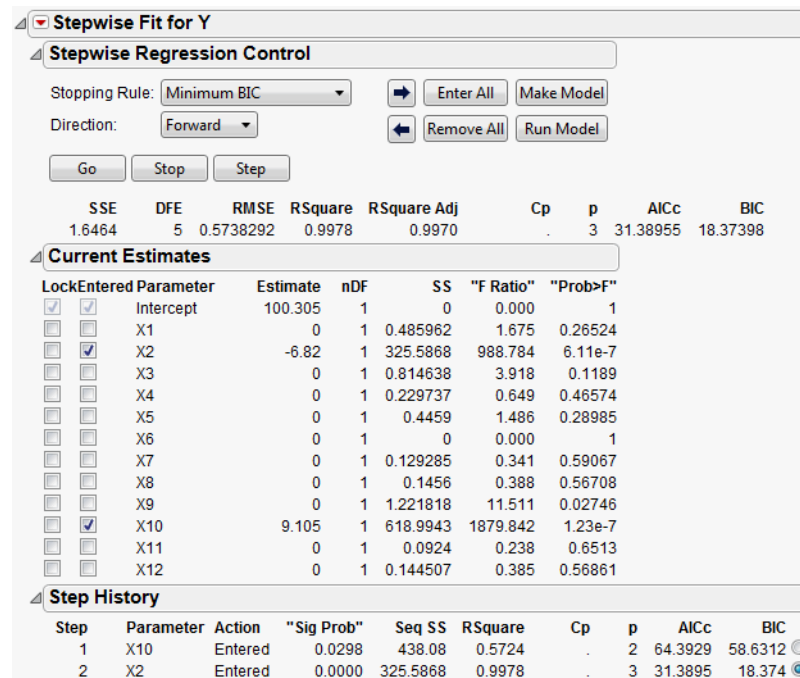 Stepwise Fit for Y
Stepwise Regression Control
Stopping Rule: Minimum BIC Enter All Make Model
Direction: Forward Remove All Run Model
Go Stop Step
SSE DFE RMSE RSquare RSquare Adj Cp p AICc BIC
1.6464 5 0.5738292 0.9978 0.9970 . 3 31.38955 18.37398
Current Estimates
Lock Entered Parameter Estimate nDF SS "F Ratio" "Prob>F"
Intercept 100.305 1 0 0.000 1
X1 0 1 0.485962 1.675 0.26524
X2 -6.82 1 325.5868 988.784 6.11e-7
X3 0 1 0.814638 3.918 0.1189
X4 0 1 0.229737 0.649 0.46574
X5 0 1 0.4459 1.486 0.28985
X6 0 1 0 0.000 1
X7 0 1 0.129285 0.341 0.59067
X8 0 1 0.1456 0.388 0.56708
X9 0 1 1.221818 11.511 0.02746
X10 9.105 1 618.9943 1879.842 1.23e-7
X11 0 1 0.0924 0.238 0.6513
X12 0 1 0.144507 0.385 0.56861
Step History
Step Parameter Action "Sig Prob" Seq SS RSquare Cp p AICc BIC
1 X10 Entered 0.0298 438.08 0.5724 . 2 64.3929 58.6312
2 X2 Entered 0.0000 325.5868 0.9978 . 3 31.3895 18.374